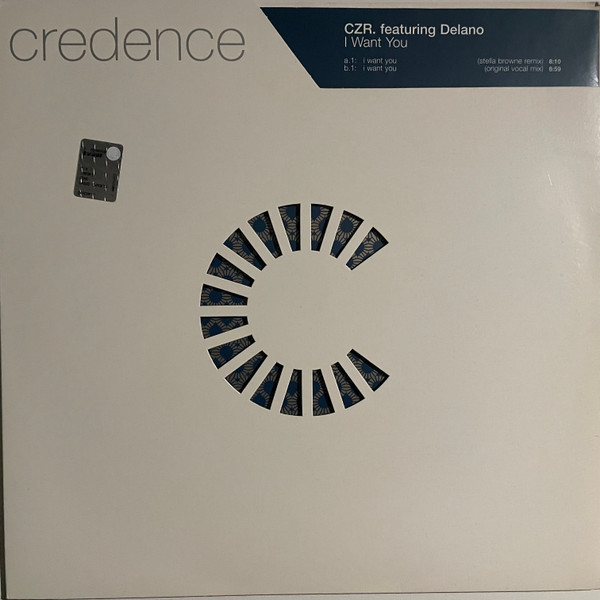 credence
CZR. featuring Delano
I Want You
a.1: i want you (stella browne remix) 8:10
b.1: i want you (original vocal mix) 6:59